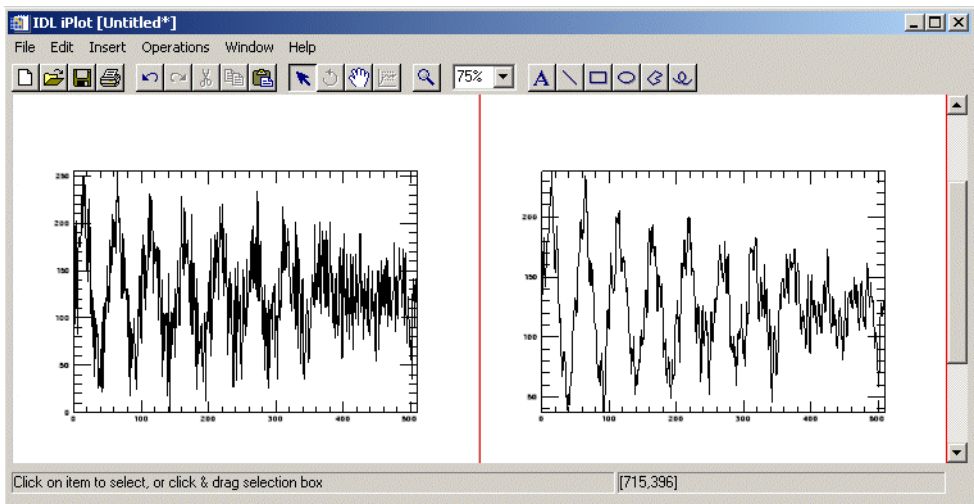 IDL iPlot [Untitled*]
File Edit Insert Operations Window Help
75% A
250
200
150
100
50
0
0 100 200 300 400 500
200
150
100
50
0 100 200 300 400 500
Click on item to select, or click & drag selection box [715,396]